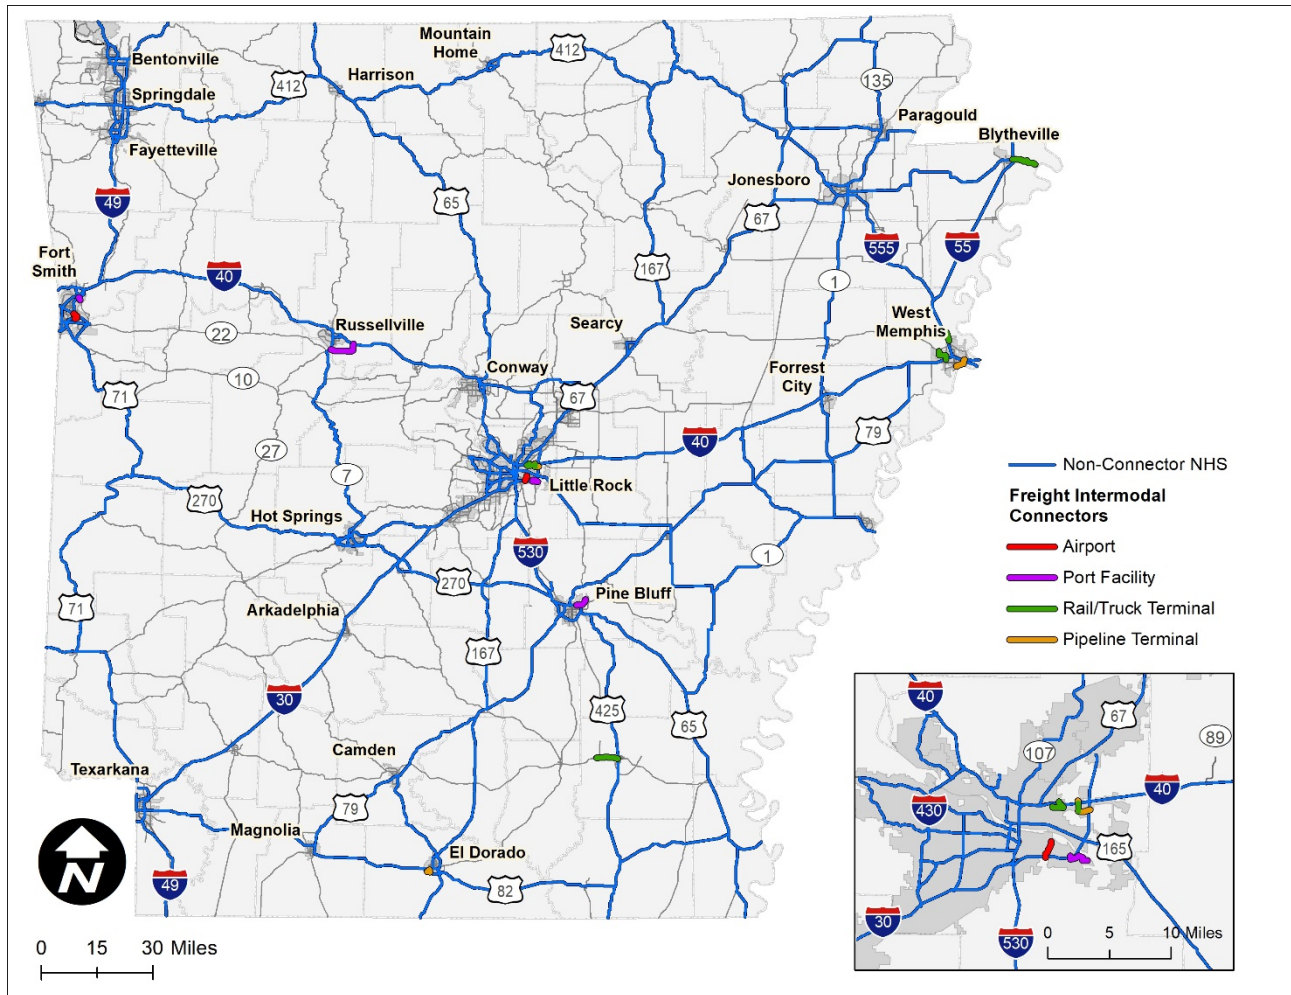 Mountain
Home
412
Bentonville
Harrison
412
135
Springdale
Paragould
Blytheville
Fayetteville
Jonesboro
49
65
67
555
55
Fort
Smith
40
167
1
West
Memphis
22
Russellville
Searcy
10
71
Conway
67
Forrest
City
79
27
40
7
Little Rock
Non-Connector NHS
Freight Intermodal
Connectors
Airport
Port Facility
Rail/Truck Terminal
Pipeline Terminal
270
Hot Springs
530
1
270
Pine Bluff
71
Arkadelphia
167
30
425
65
Camden
Texarkana
79
Magnolia
El Dorado
82
49
N
0 15 30 Miles
40
67
107
89
40
430
165
30
530
0 5 10 Miles